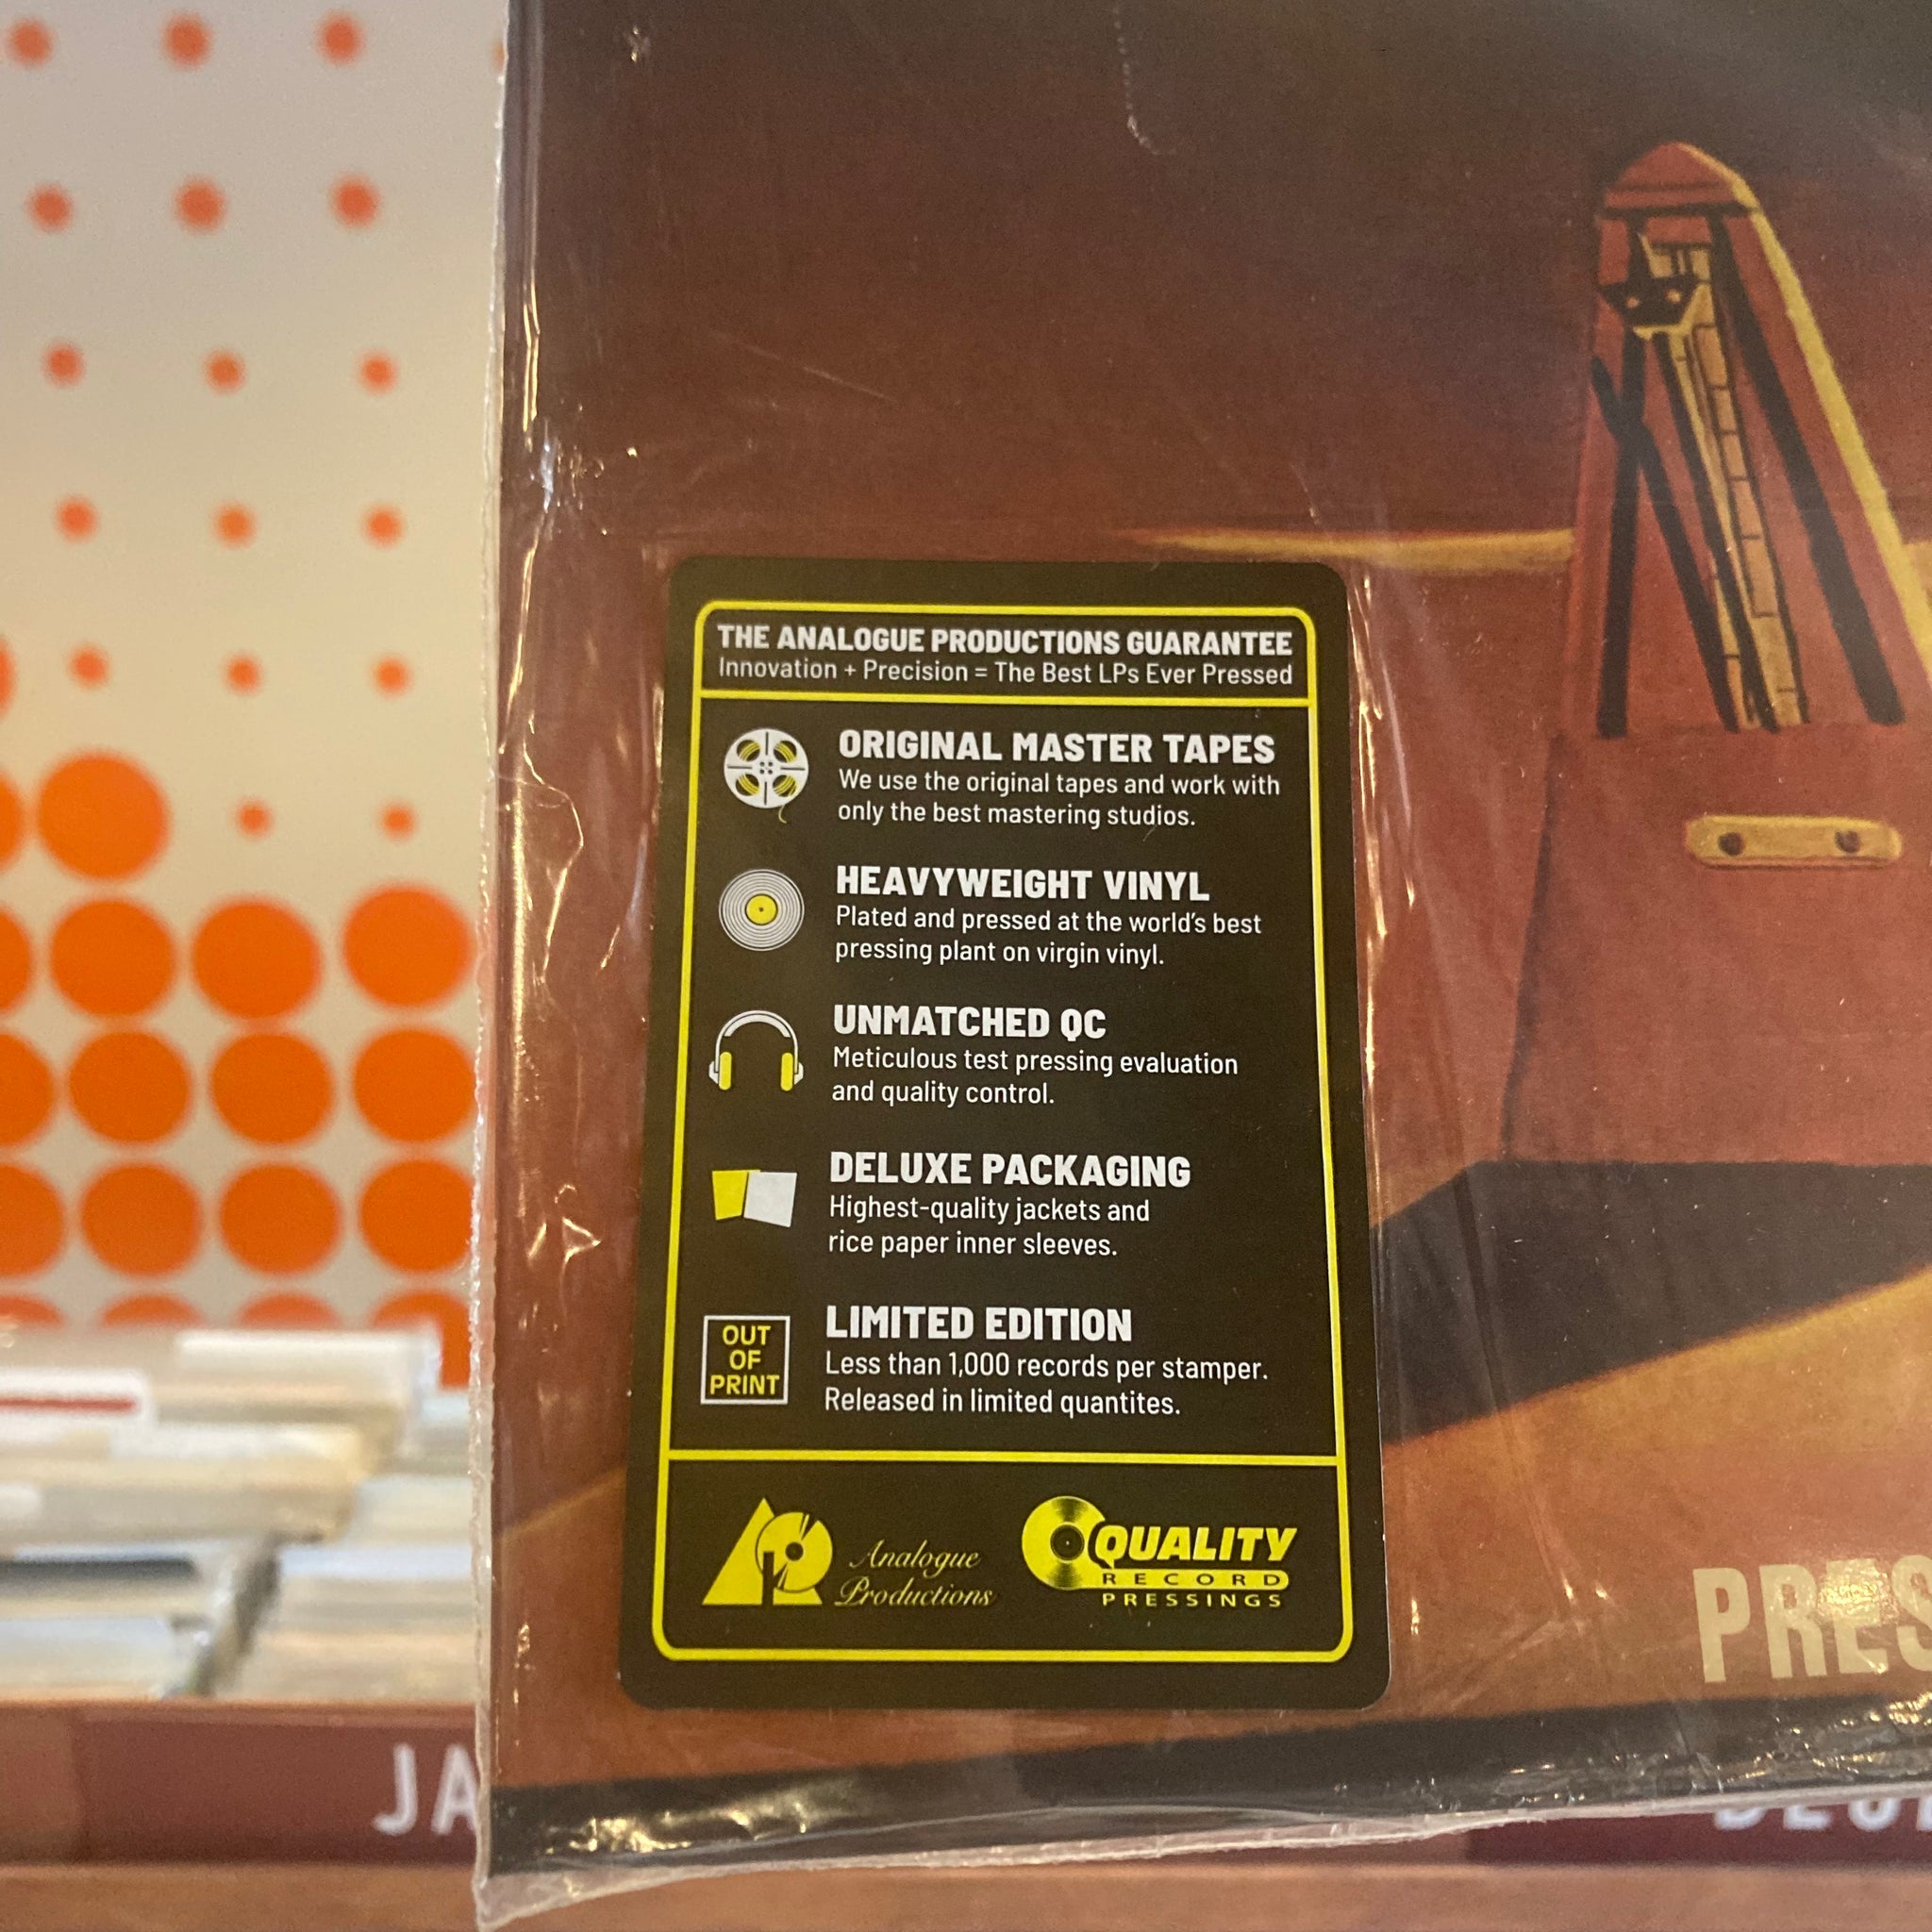 THE ANALOGUE PRODUCTIONS GUARANTEE
Innovation + Precision = The Best LPs Ever Pressed
ORIGINAL MASTER TAPES
We use the original tapes and work with
only the best mastering studios.
HEAVYWEIGHT VINYL
Plated and pressed at the world's best
pressing plant on virgin vinyl.
UNMATCHED QC
Meticulous test pressing evaluation
and quality control.
DELUXE PACKAGING
Highest-quality jackets and
rice paper inner sleeves.
OUT
OF
PRINT
LIMITED EDITION
Less than 1,000 records per stamper.
Released in limited quantites.
Analogue
Productions
QUALITY
RECORD
PRESSINGS
PRES
JA